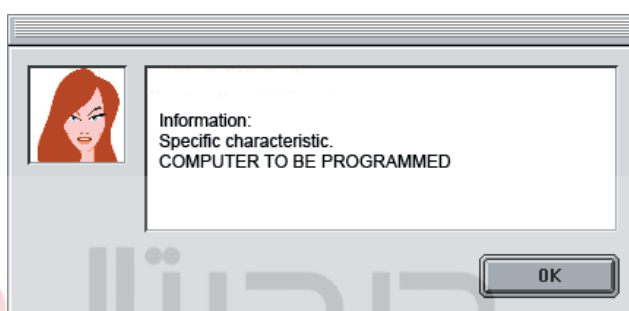 Information:
Specific characteristic.
COMPUTER TO BE PROGRAMMED
OK